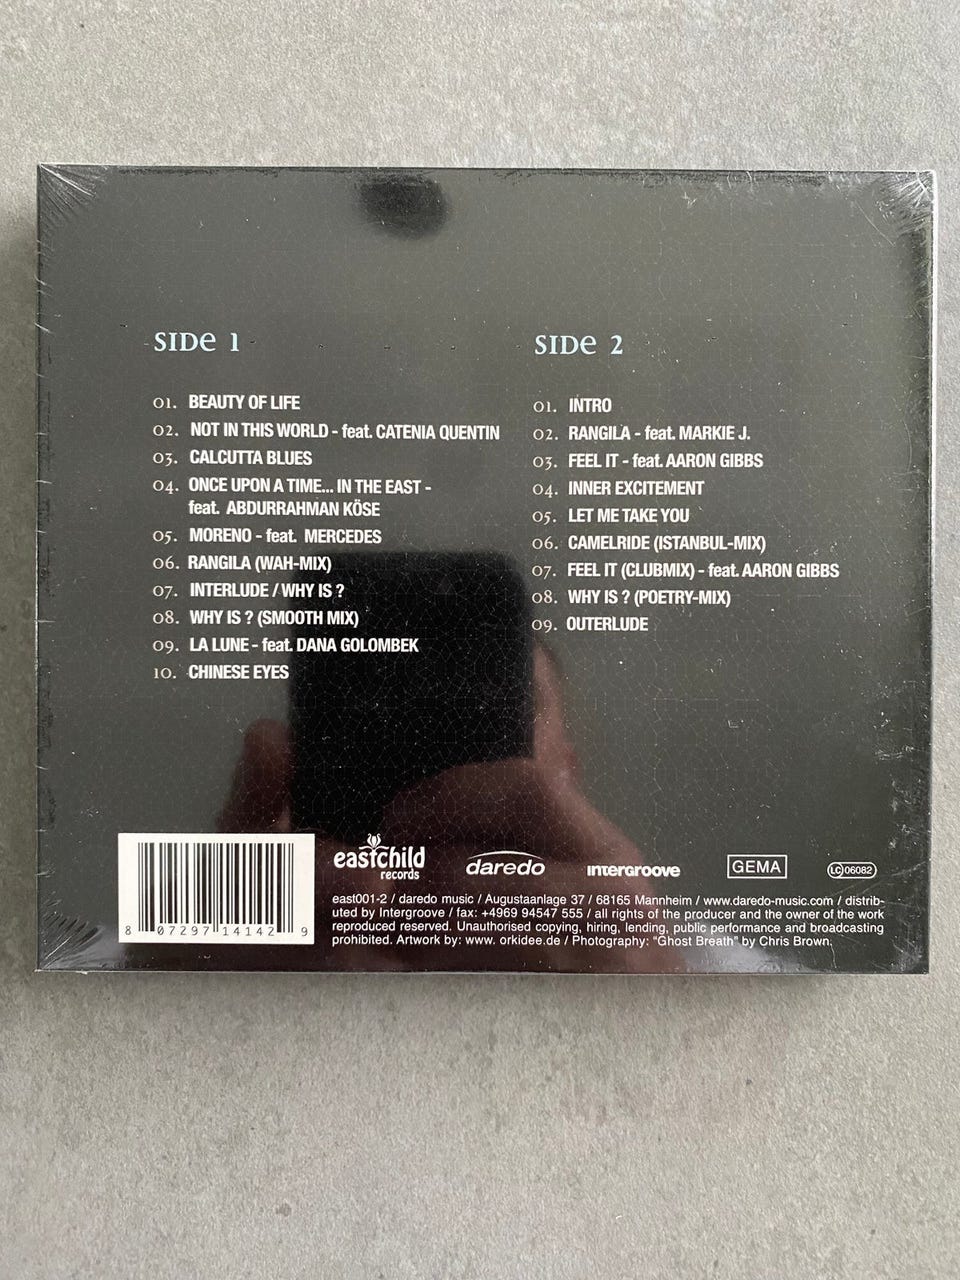 SIDE 1
01. BEAUTY OF LIFE
02. NOT IN THIS WORLD - feat. CATENIA QUENTIN
03. CALCUTTA BLUES
04. ONCE UPON A TIME... IN THE EAST -
feat. ABDURRAHMAN KÖSE
05. MORENO - feat. MERCEDES
06. RANGILA (WAH-MIX)
07. INTERLUDE / WHY IS ?
08. WHY IS ? (SMOOTH MIX)
09. LA LUNE - feat. DANA GOLOMBEK
10. CHINESE EYES
SIDE 2
01. INTRO
02. RANGILA - feat. MARKIE J.
03. FEEL IT - feat. AARON GIBBS
04. INNER EXCITEMENT
05. LET ME TAKE YOU
06. CAMELRIDE (ISTANBUL-MIX)
07. FEEL IT (CLUBMIX) - feat. AARON GIBBS
08. WHY IS ? (POETRY-MIX)
09. OUTERLUDE
8 07297 14142 9
eastchild
records
daredo
intergroove
GEMA
LC 06082
east001-2 / daredo music / Augustaanlage 37 / 68165 Mannheim / www.daredo-music.com / distrib-
uted by Intergroove / fax: +4969 94547 555 / all rights of the producer and the owner of the work
reproduced reserved. Unauthorised copying, hiring, lending, public performance and broadcasting
prohibited. Artwork by: www. orkidee.de / Photography: "Ghost Breath" by Chris Brown.